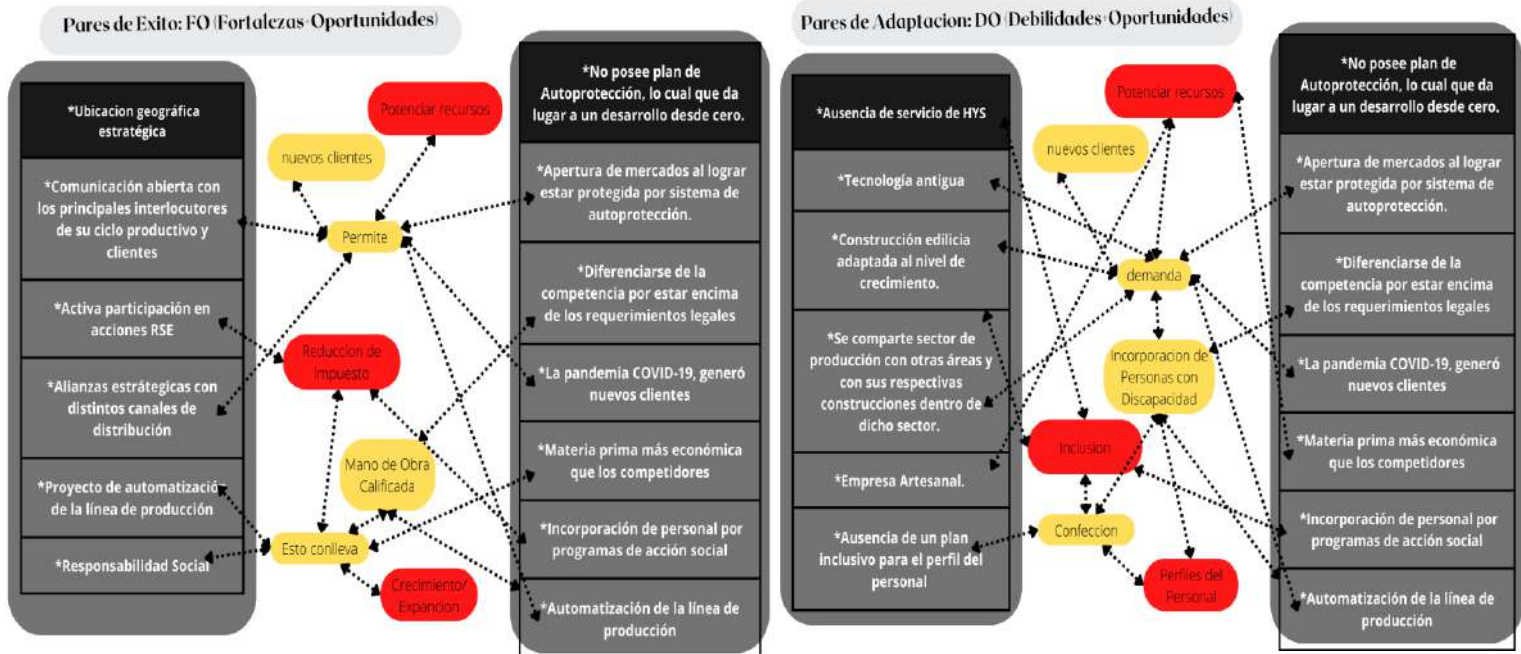 Pares de Exito: FO (Fortalezas+Oportunidades)
*Ubicacion geográfica
estratégica
*Comunicación abierta con
los principales interlocutores
de su ciclo productivo y
clientes
*Activa participación en
acciones RSE
*Alianzas estrátegicas con
distintos canales de
distribución
*Proyecto de automatización
de la línea de producción
*Responsabilidad Social
Potenciar recursos
nuevos clientes
Permite
Reduccion de
Impuesto
Mano de Obra
Calificada
Esto conlleva
Crecimiento/
Expancion
*No posee plan de
Autoprotección, lo cual que da
lugar a un desarrollo desde cero.
*Apertura de mercados al lograr
estar protegida por sistema de
autoprotección.
*Diferenciarse de la
competencia por estar encima
de los requerimientos legales
*La pandemia COVID-19, generó
nuevos clientes
*Materia prima más económica
que los competidores
*Incorporación de personal por
programas de acción social
*Automatización de la línea de
producción
Pares de Adaptacion: DO (Debilidades+Oportunidades)
*Ausencia de servicio de HYS
*Tecnología antigua
*Construcción edilicia
adaptada al nivel de
crecimiento.
*Se comparte sector de
producción con otras áreas y
con sus respectivas
construcciones dentro de
dicho sector.
*Empresa Artesanal.
*Ausencia de un plan
inclusivo para el perfil del
personal
Potenciar recursos
nuevos clientes
demanda
Incorporacion de
Personas con
Discapacidad
Inclusion
Confeccion
Perfiles del
Personal
*No posee plan de
Autoprotección, lo cual que da
lugar a un desarrollo desde cero.
*Apertura de mercados al lograr
estar protegida por sistema de
autoprotección.
*Diferenciarse de la
competencia por estar encima
de los requerimientos legales
*La pandemia COVID-19, generó
nuevos clientes
*Materia prima más económica
que los competidores
*Incorporación de personal por
programas de acción social
*Automatización de la línea de
producción